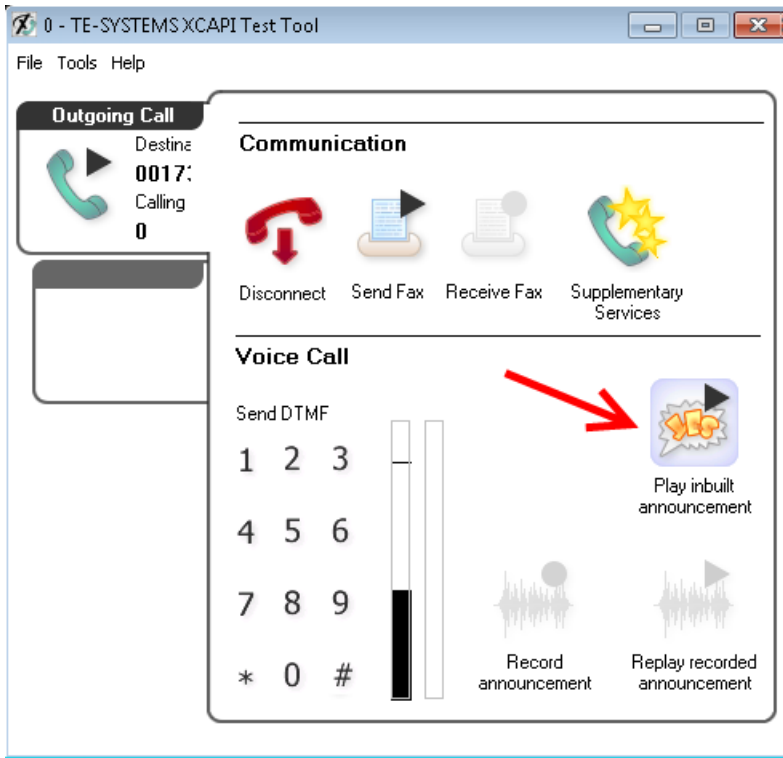 0 - TE-SYSTEMS XCAPI Test Tool
File Tools Help
Outgoing Call
Destina
00173
Calling
0
Communication
Disconnect
Send Fax
Receive Fax
Supplementary
Services
Voice Call
Send DTMF
1 2 3
4 5 6
7 8 9
* 0 #
YES
Play inbuilt
announcement
Record
announcement
Replay recorded
announcement